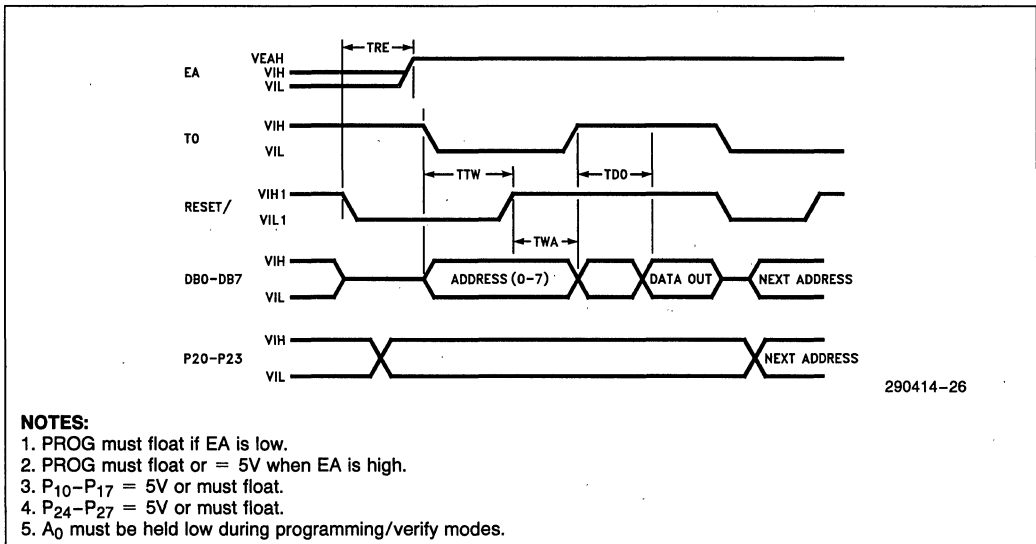 TRE
VEAH
EA VIH
VIL
T0 VIH
VIL
TTW TDO
RESET/ VIH1
VIL1
TWA
DB0-DB7 VIH
ADDRESS (0-7) DATA OUT NEXT ADDRESS
VIL
P20-P23 VIH
NEXT ADDRESS
VIL
290414-26
NOTES:
1. PROG must float if EA is low.
2. PROG must float or = 5V when EA is high.
3. P10–P17 = 5V or must float.
4. P24–P27 = 5V or must float.
5. A0 must be held low during programming/verify modes.